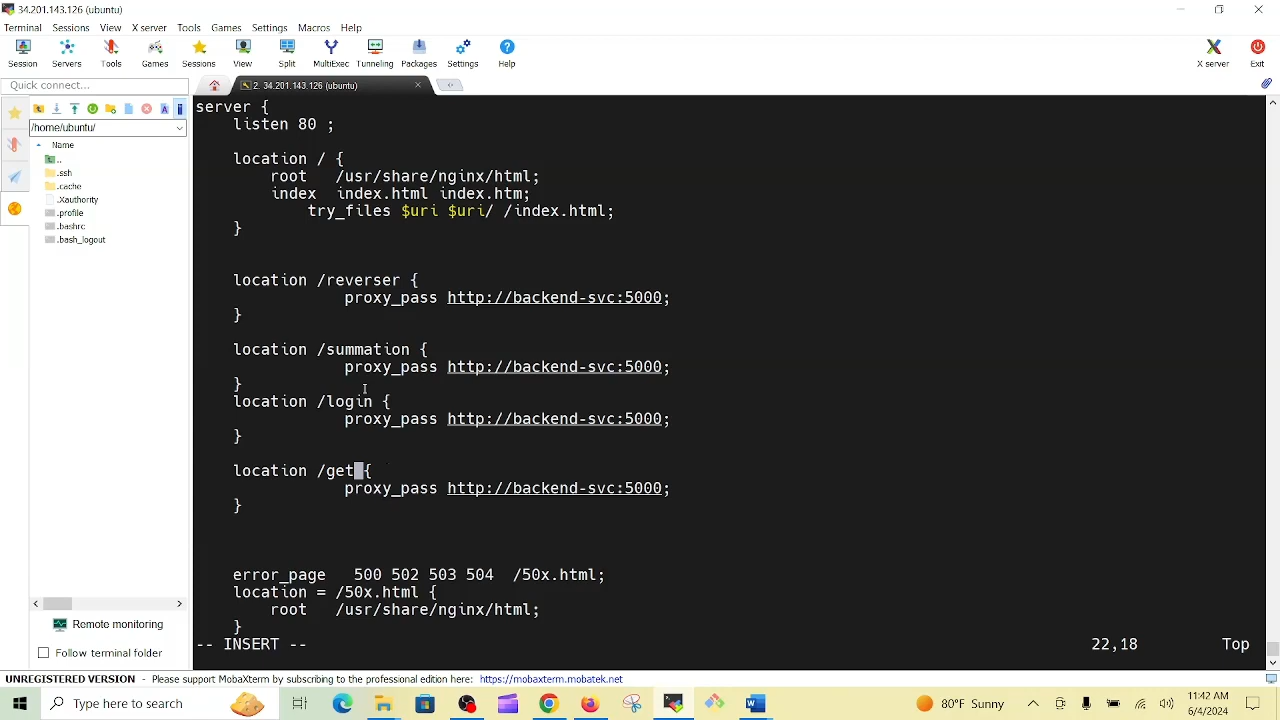 34.201.143.126 (ubuntu)
Terminal Sessions View X server Tools Games Settings Macros Help
Session Servers Tools Games Sessions View Split MultiExec Tunneling Packages Settings Help X server Exit
Quick connect...
2. 34.201.143.126 (ubuntu)
/home/ubuntu/
Name
..
.ssh
.cache
.Xauthority
.profile
.bashrc
.bash_logout
Remote monitoring
Follow terminal folder
server {
listen 80 ;
location / {
root /usr/share/nginx/html;
index index.html index.htm;
try_files $uri $uri/ /index.html;
}
location /reverser {
proxy_pass http://backend-svc:5000;
}
location /summation {
proxy_pass http://backend-svc:5000;
}
location /login {
proxy_pass http://backend-svc:5000;
}
location /get {
proxy_pass http://backend-svc:5000;
}
error_page 500 502 503 504 /50x.html;
location = /50x.html {
root /usr/share/nginx/html;
}
-- INSERT -- 22,18 Top
UNREGISTERED VERSION - Please support MobaXterm by subscribing to the professional edition here: https://mobaxterm.mobatek.net
Type here to search
80°F Sunny
11:42 AM
6/4/2024